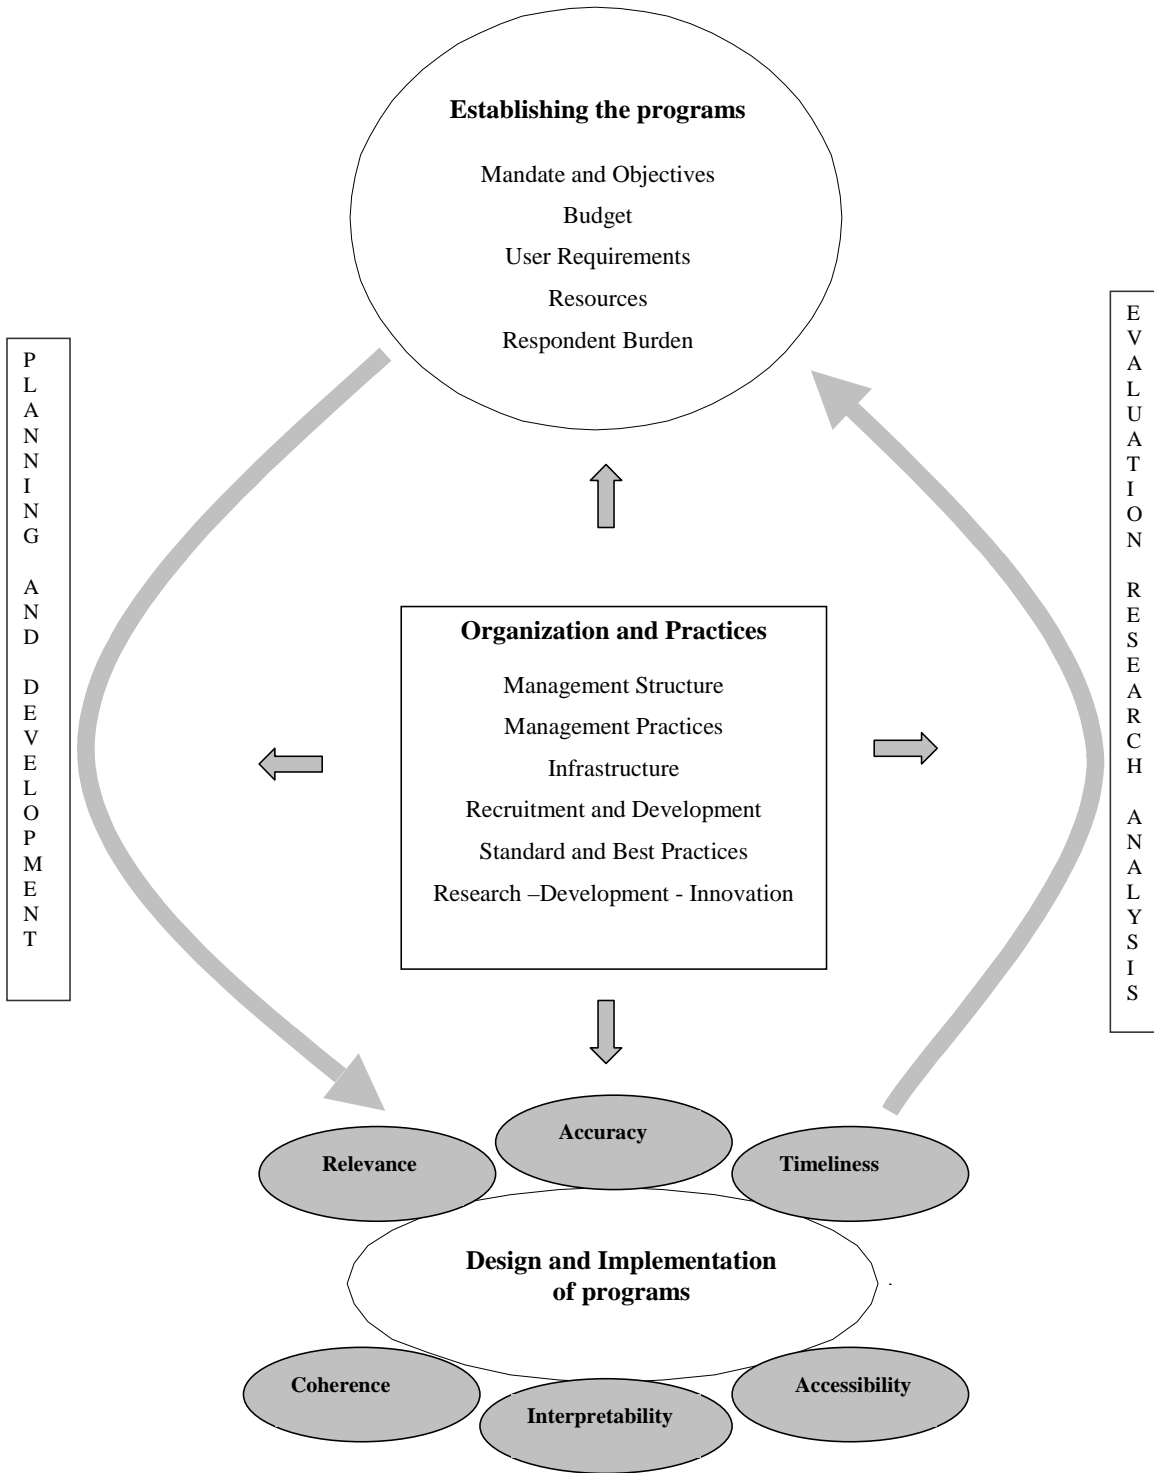 Establishing the programs
Mandate and Objectives
Budget
User Requirements
Resources
Respondent Burden
PLANNING AND DEVELOPMENT
EVALUATION RESEARCH ANALYSIS
Organization and Practices
Management Structure
Management Practices
Infrastructure
Recruitment and Development
Standard and Best Practices
Research –Development - Innovation
Accuracy
Relevance
Timeliness
Design and Implementation
of programs
.
Coherence
Accessibility
Interpretability